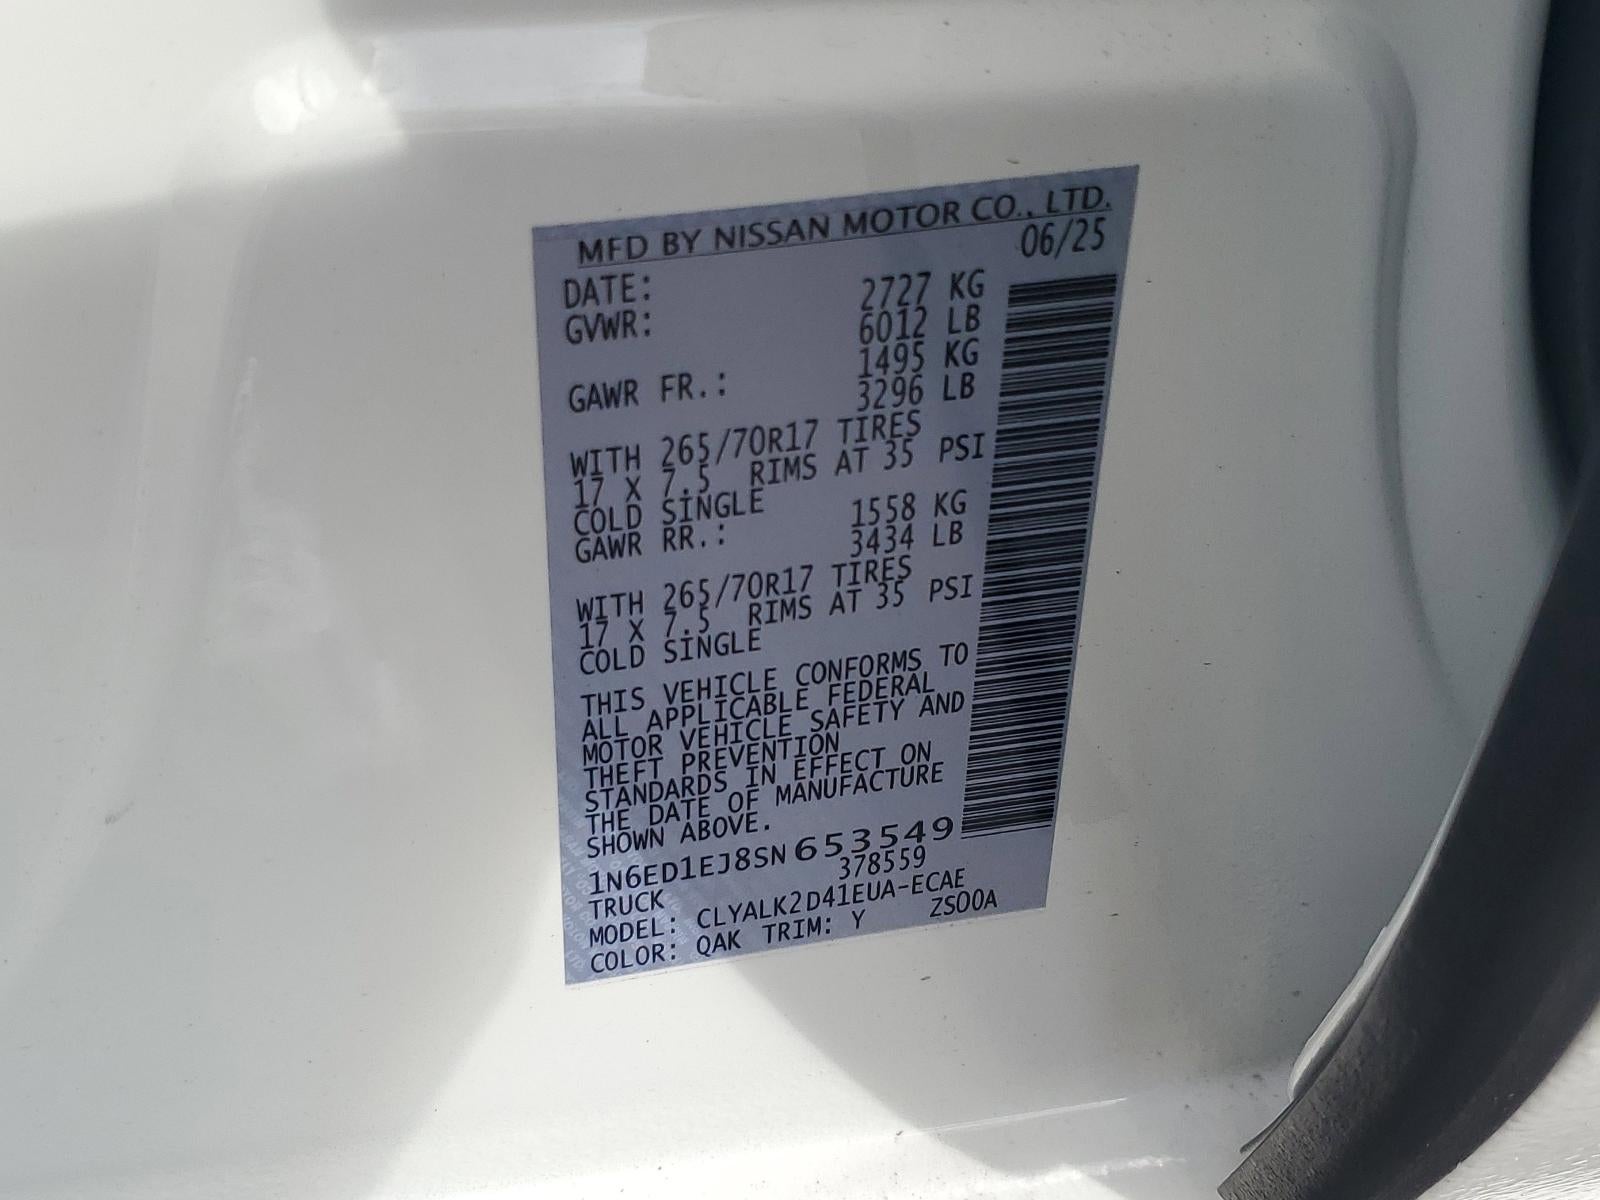 MFD BY NISSAN MOTOR CO., LTD.
DATE: 06/25
GVWR: 2727 KG
6012 LB
GAWR FR.: 1495 KG
3296 LB
WITH 265/70R17 TIRES
17 X 7.5 RIMS AT 35 PSI
COLD SINGLE
GAWR RR.: 1558 KG
3434 LB
WITH 265/70R17 TIRES
17 X 7.5 RIMS AT 35 PSI
COLD SINGLE
THIS VEHICLE CONFORMS TO
ALL APPLICABLE FEDERAL
MOTOR VEHICLE SAFETY AND
THEFT PREVENTION
STANDARDS IN EFFECT ON
THE DATE OF MANUFACTURE
SHOWN ABOVE.
1N6ED1EJ8SN653549
TRUCK 378559
MODEL: CLYALK2D41EUA-ECAE
COLOR: QAK TRIM: Y ZS00A